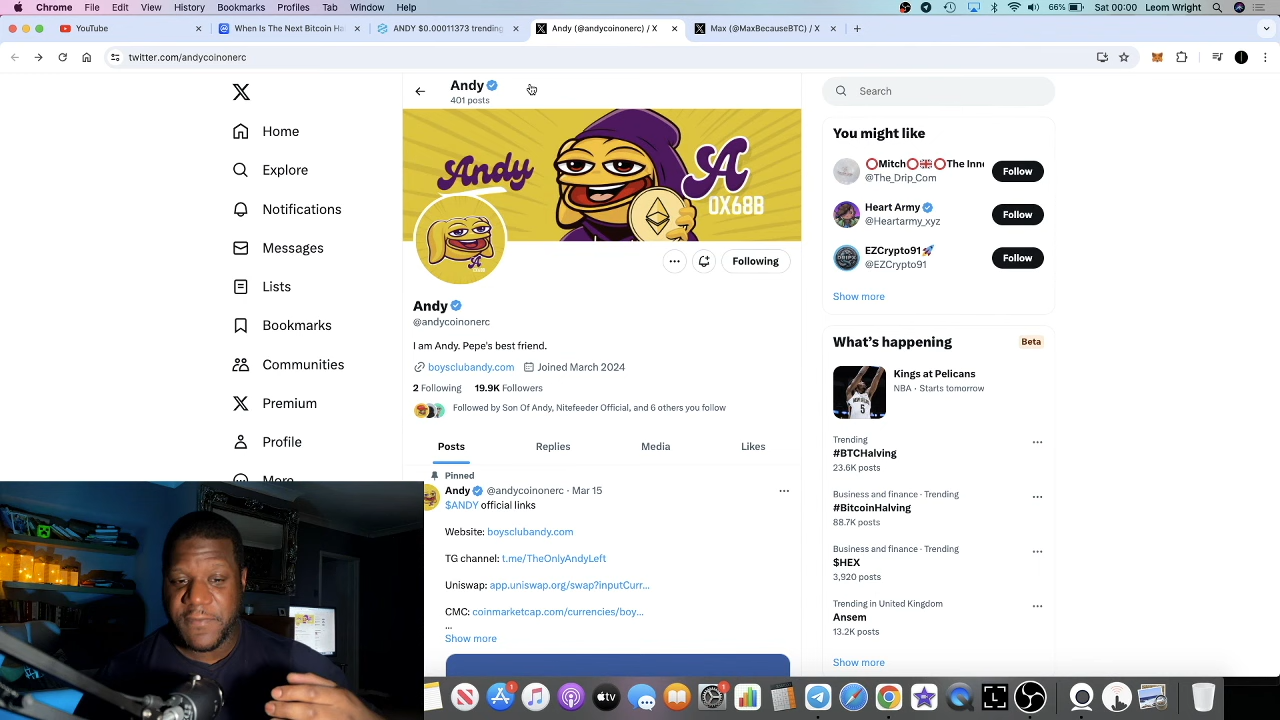 Chrome File Edit View History Bookmarks Profiles Tab Window Help
66% Sat 00:00 Leom Wright
YouTube
When Is The Next Bitcoin Ha
ANDY $0.00011373 trending
Andy (@andycoinonerc) / X
Max (@MaxBecauseBTC) / X
twitter.com/andycoinonerc
Home
Explore
Notifications
Messages
Lists
Bookmarks
Communities
Premium
Profile
More
Andy
401 posts
Andy
A
0X68B
A
0X68B
Following
Andy
@andycoinonerc
I am Andy. Pepe's best friend.
boysclubandy.com Joined March 2024
2 Following 19.9K Followers
Followed by Son Of Andy, Nitefeeder Official, and 6 others you follow
Posts Replies Media Likes
Pinned
Andy @andycoinonerc · Mar 15
$ANDY official links
Website: boysclubandy.com
TG channel: t.me/TheOnlyAndyLeft
Uniswap: app.uniswap.org/swap?inputCurr...
CMC: coinmarketcap.com/currencies/boy...
...
Show more
Search
You might like
Mitch The Inn
@The_Drip_Com
Follow
Heart Army
@Heartarmy_xyz
Follow
EZCrypto91
@EZCrypto91
Follow
Show more
What's happening
Beta
Kings at Pelicans
NBA · Starts tomorrow
Trending
#BTCHalving
23.6K posts
Business and finance · Trending
#BitcoinHalving
88.7K posts
Business and finance · Trending
$HEX
3,920 posts
Trending in United Kingdom
Ansem
13.2K posts
Show more
tv